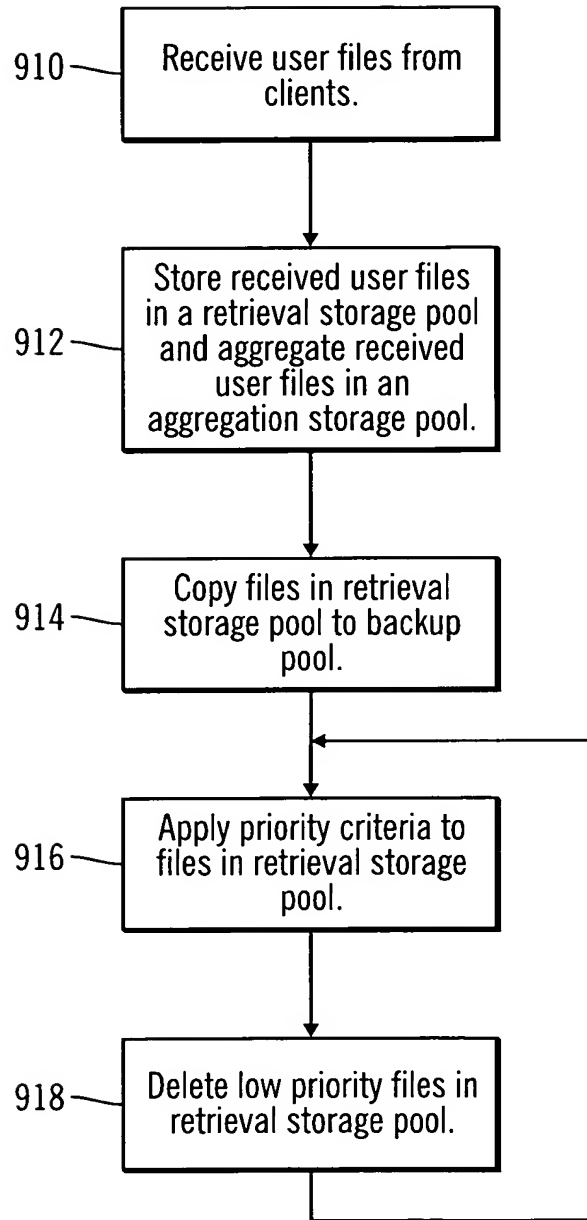 910
Receive user files from
clients.
912
Store received user files
in a retrieval storage pool
and aggregate received
user files in an
aggregation storage pool.
914
Copy files in retrieval
storage pool to backup
pool.
916
Apply priority criteria to
files in retrieval storage
pool.
918
Delete low priority files in
retrieval storage pool.